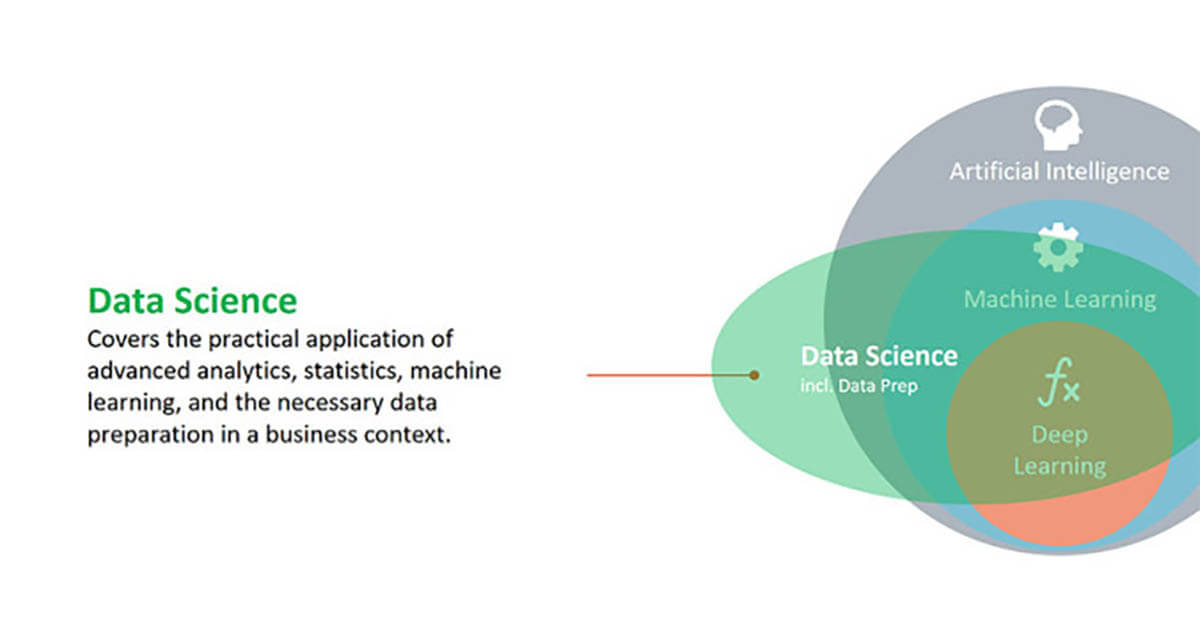 Data Science
Covers the practical application of
advanced analytics, statistics, machine
learning, and the necessary data
preparation in a business context.
Artificial Intelligence
Machine Learning
Data Science
incl. Data Prep
fx
Deep
Learning